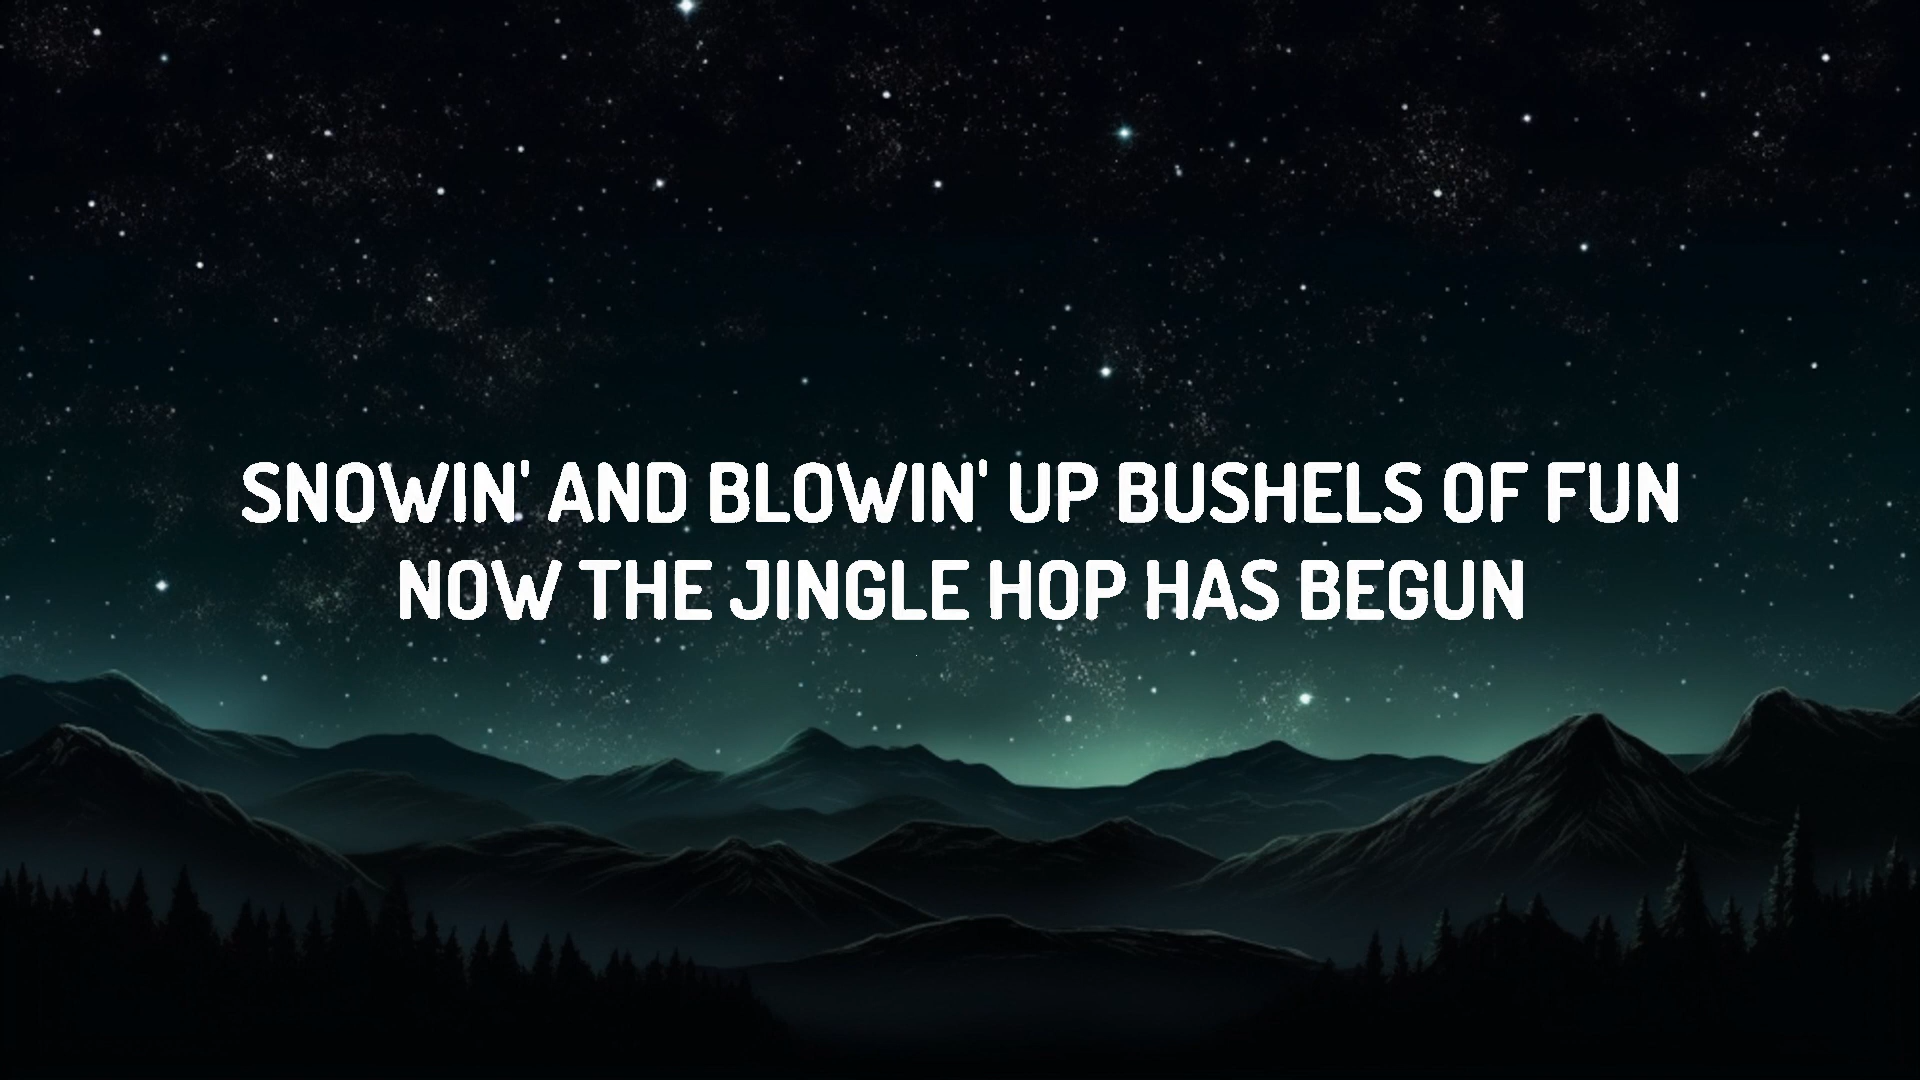 SNOWIN' AND BLOWIN' UP BUSHELS OF FUN
NOW THE JINGLE HOP HAS BEGUN